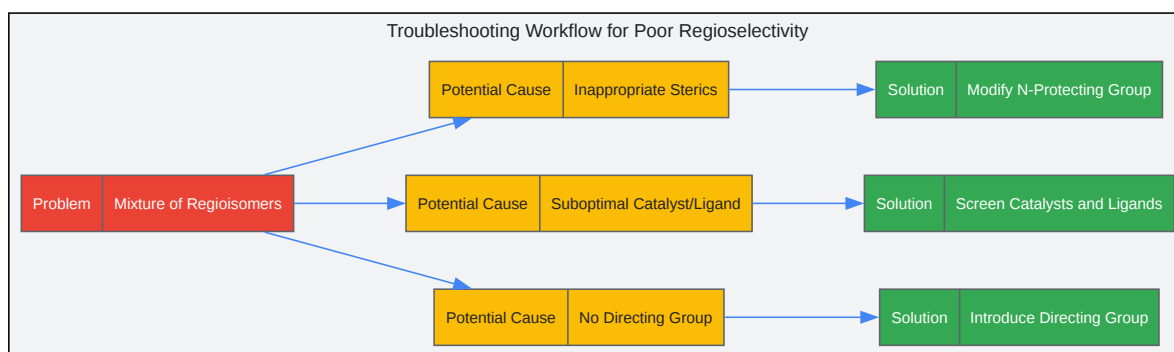 Troubleshooting Workflow for Poor Regioselectivity
Potential Cause Inappropriate Sterics
Solution Modify N-Protecting Group
Problem Mixture of Regioisomers
Potential Cause Suboptimal Catalyst/Ligand
Solution Screen Catalysts and Ligands
Potential Cause No Directing Group
Solution Introduce Directing Group